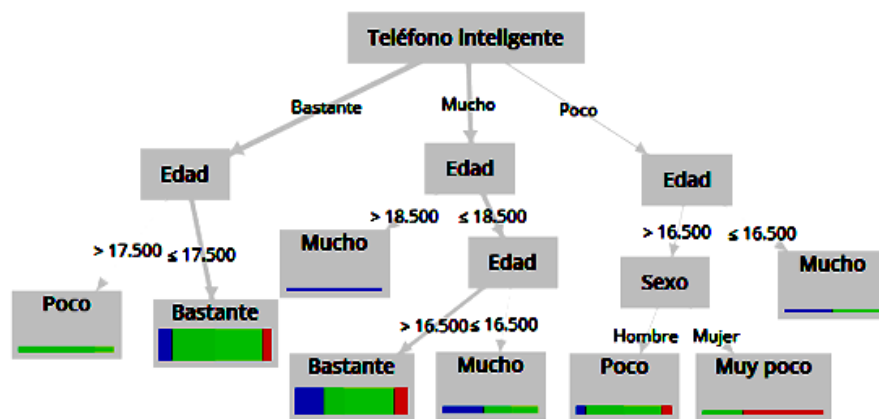 Teléfono inteligente
Bastante
Mucho
Poco
Edad
Edad
Edad
> 17.500
≤ 17.500
> 18.500
≤ 18.500
> 16.500
≤ 16.500
Poco
Bastante
Mucho
Edad
Sexo
Mucho
> 16.500
≤ 16.500
Hombre
Mujer
Bastante
Mucho
Poco
Muy poco